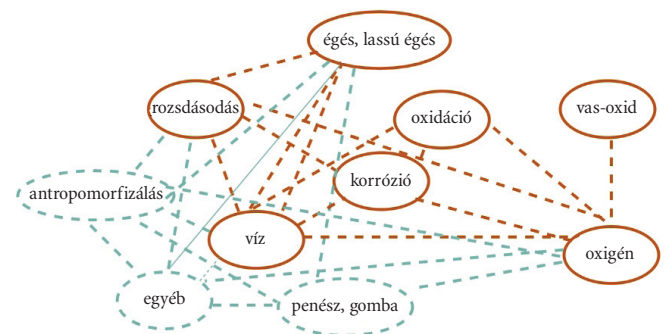 égés, lassú égés
rozsdásodás
oxidáció
vas-oxid
korrózió
antropomorfizálás
víz
oxigén
egyéb
penész, gomba